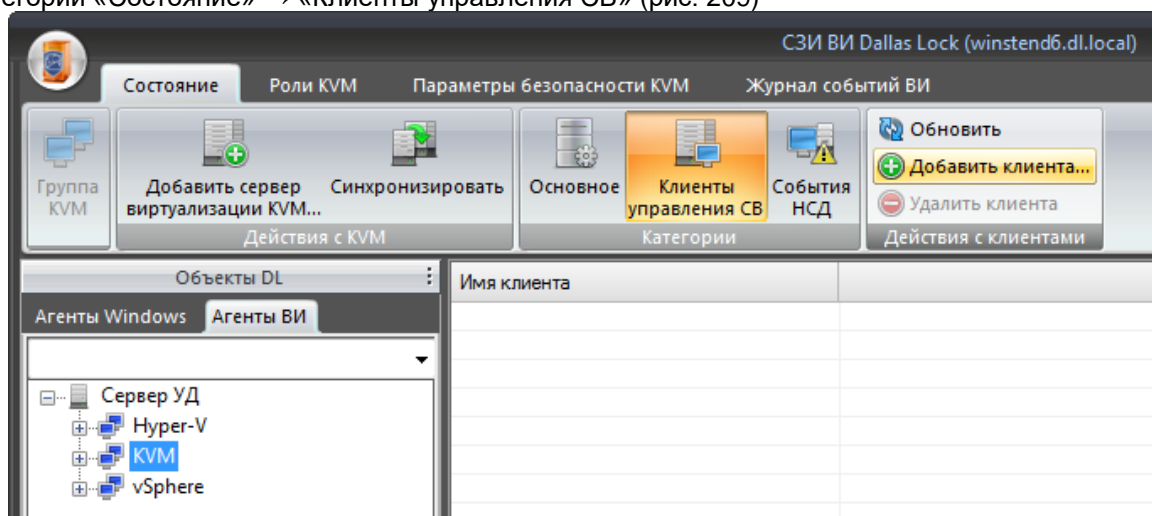 егории «Состояние» → «Клиенты управления СВ» (рис. 205)
СЗИ ВИ Dallas Lock (winstend6.dl.local)
Состояние Роли KVM Параметры безопасности KVM Журнал событий ВИ
Группа KVM
Добавить сервер виртуализации KVM...
Синхронизировать
Действия с KVM
Основное
Клиенты управления СВ
События НСД
Категории
Обновить
Добавить клиента...
Удалить клиента
Действия с клиентами
Объекты DL
Агенты Windows Агенты ВИ
Имя клиента
Сервер УД
Hyper-V
KVM
vSphere